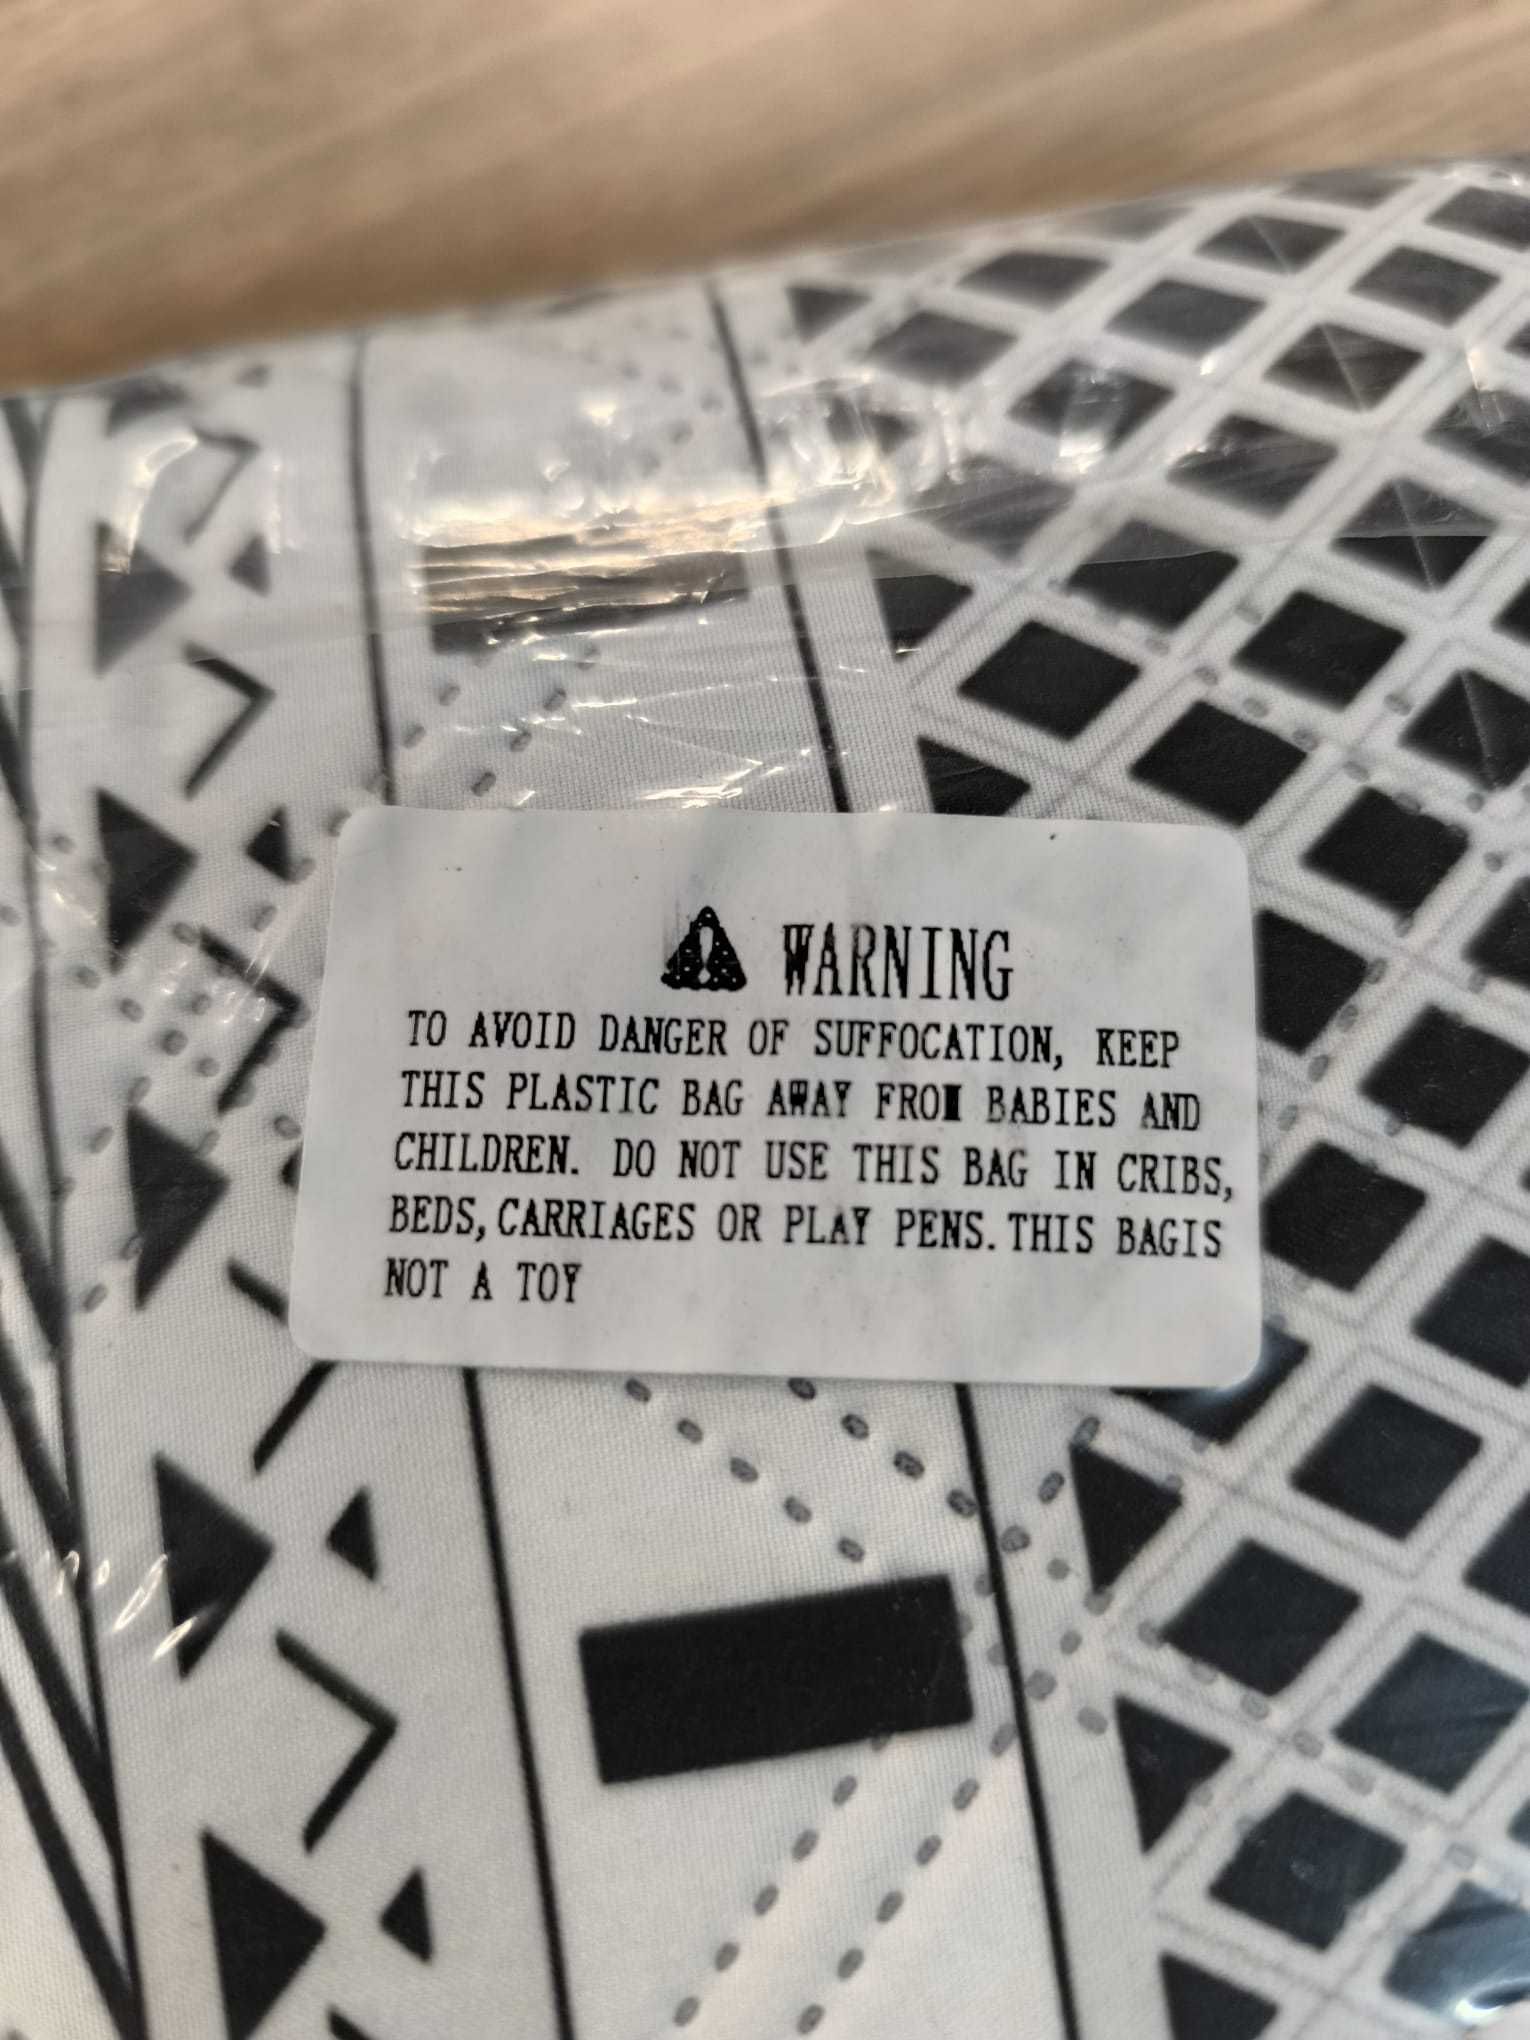 WARNING
TO AVOID DANGER OF SUFFOCATION, KEEP
THIS PLASTIC BAG AWAY FROM BABIES AND
CHILDREN. DO NOT USE THIS BAG IN CRIBS,
BEDS,CARRIAGES OR PLAY PENS.THIS BAGIS
NOT A TOY